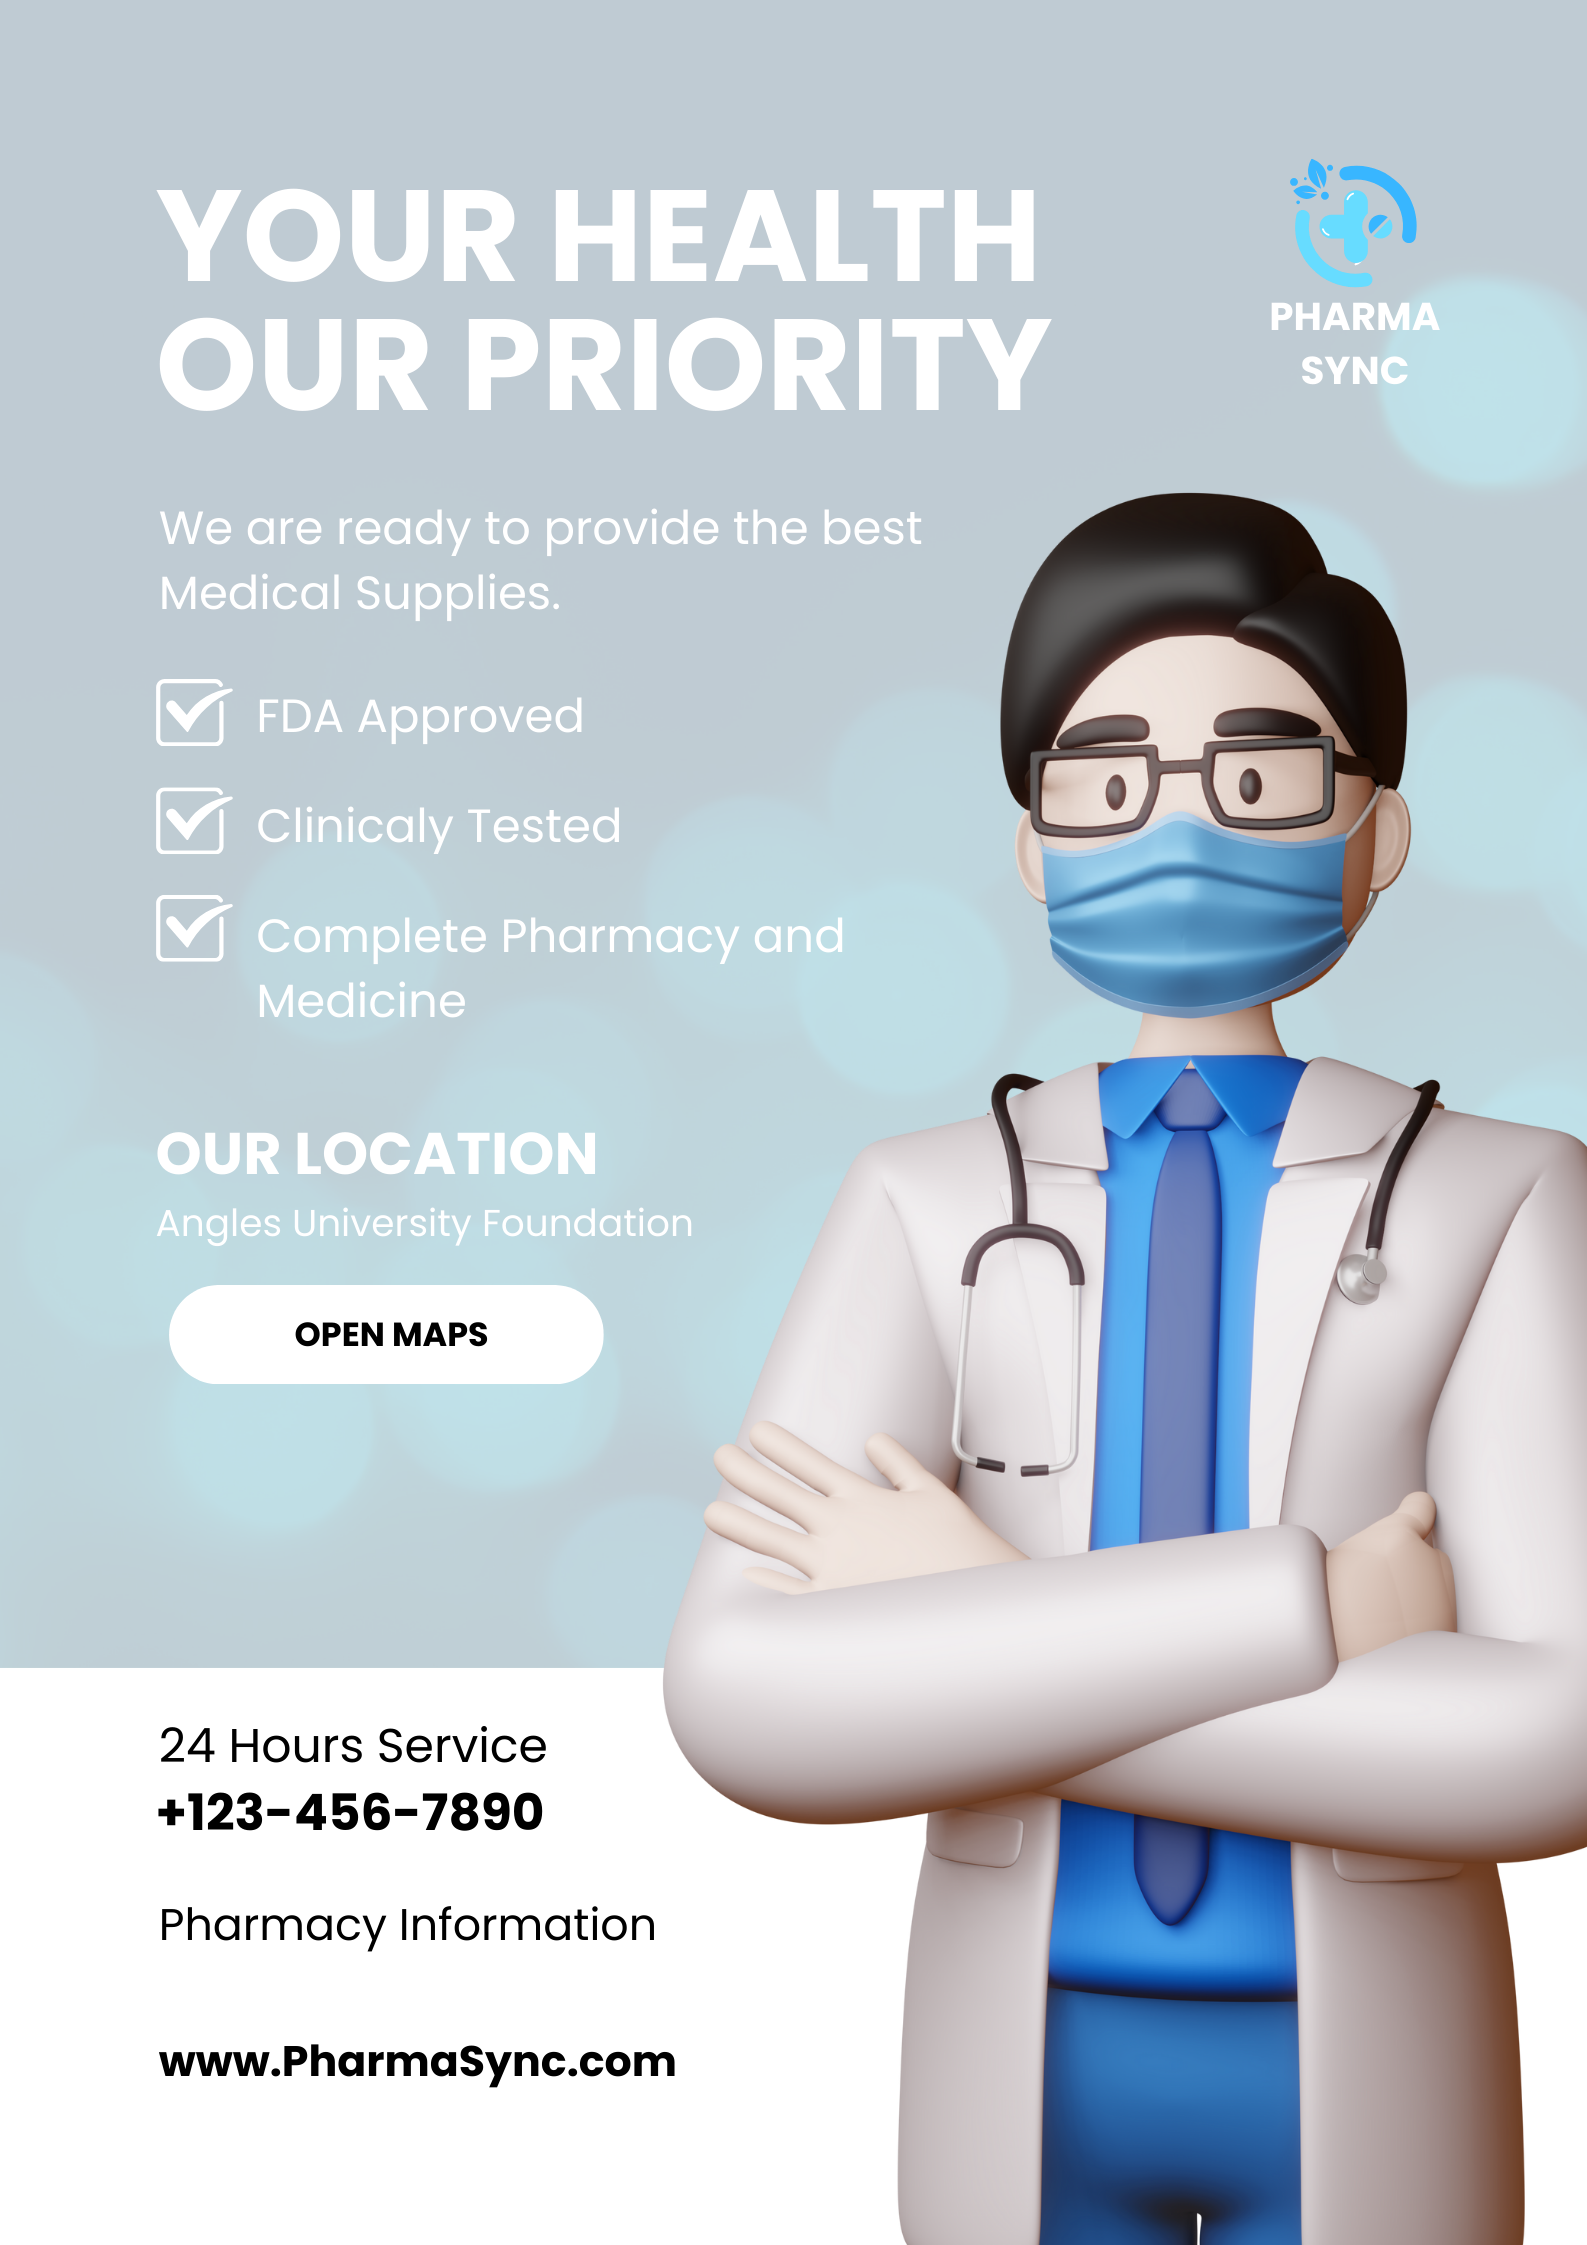 YOUR HEALTH
OUR PRIORITY
PHARMA
SYNC
We are ready to provide the best
Medical Supplies.
FDA Approved
Clinicaly Tested
Complete Pharmacy and
Medicine
OUR LOCATION
Angles University Foundation
OPEN MAPS
24 Hours Service
+123-456-7890
Pharmacy Information
www.PharmaSync.com